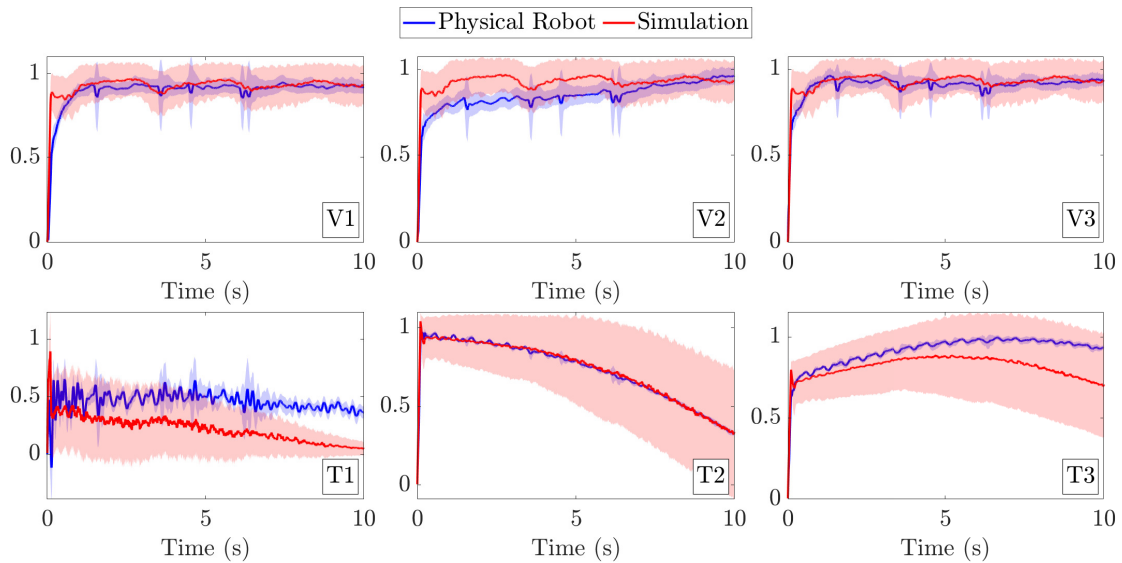 Physical Robot Simulation
1 1 1
0.5 0.5 0.5
V1 V2 V3
0 0 0
0 5 10 0 5 10 0 5 10
Time (s) Time (s) Time (s)
1 1 1
0.5 0.5 0.5
0 T1 T2 T3
0 0
0 5 10 0 5 10 0 5 10
Time (s) Time (s) Time (s)